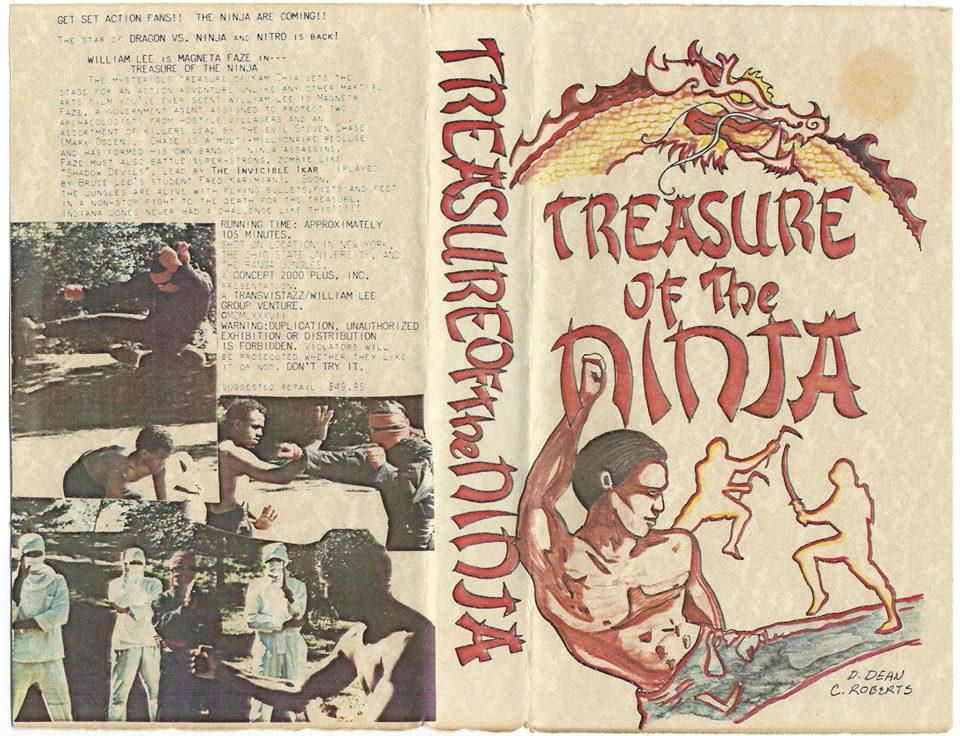 GET SET ACTION FANS!! THE NINJA ARE COMING!!
THE STAR OF DRAGON VS. NINJA AND NITRO IS BACK!
WILLIAM LEE IS MAGNETA FAZE IN---
TREASURE OF THE NINJA
THE MYSTERIOUS TREASURE OF KAM CHIA SETS THE
STAGE FOR AN ACTION ADVENTURE UNLIKE ANY OTHER MARTIAL
ARTS FILM YOU'VE EVER SEEN! WILLIAM LEE IS MAGNETA
FAZE, A GOVERNMENT AGENT ASSIGNED TO PROTECT TWO
ARCHAEOLOGISTS FROM HOSTILE VILLAGERS AND AN
ASSORTMENT OF KILLERS LEAD BY THE EVIL STEVEN CHASE
(MARK OGDEN). CHASE IS A MULTI-MILLIONAIRE RECLUSE
AND HAS FORMED HIS OWN BAND OF NINJA ASSASSINS.
FAZE MUST ALSO BATTLE SUPER-STRONG, ZOMBIE LIKE
"SHADOW DEVILS", LEAD BY THE INVICIBLE IKAR (PLAYED
BY BRUCE LEE'S STUDENT FRED KARIMIAN). SOON,
THE JUNGLES ARE ALIVE WITH FLYING BULLETS,FISTS AND FEET
IN A NON-STOP FIGHT TO THE DEATH FOR THE TREASURE.
INDIANA JONES NEVER HAD A CHALLENGE LIKE THIS!!!!
RUNNING TIME: APPROXIMATELY
105 MINUTES.
SHOT ON LOCATION IN NEW YORK,
THE OHIO STATE UNIVERCITY, AND
THE RANGA JUNGLEE.
A CONCEPT 2000 PLUS, INC.
PRESENTATION.
A TRANSVISTAZZ/WILLIAM LEE
GROUP VENTURE.
CMCMLXXXVII
WARNING:DUPLICATION, UNAUTHORIZED
EXHIBITION OR DISTRIBUTION
IS FORBIDDEN. VIOLATORS WILL
BE PROSECUTED WHETHER THEY LIKE
IT OR NOT. DON'T TRY IT.
SUGGESTED RETAIL $49.95
TREASURE OF the NINJA
TREASURE
OF The
NINJA
D. DEAN
C. ROBERTS